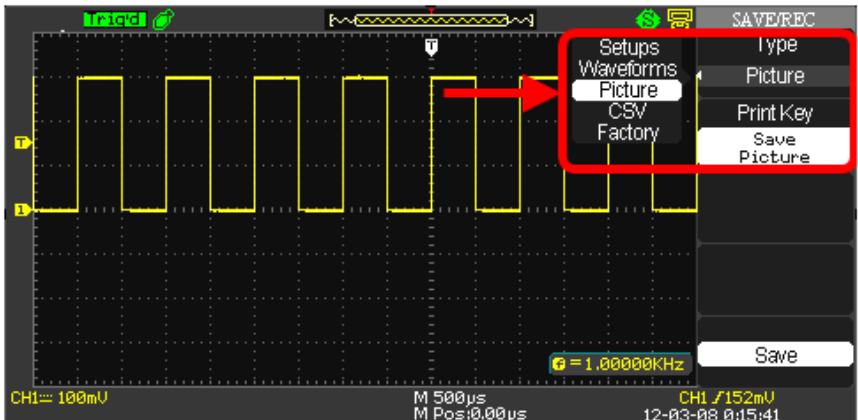 Trig'd
SAVE/REC
T
Setups
Waveforms
Picture
CSV
Factory
Type
Picture
Print Key
Save
Picture
T
1
f = 1.00000KHz
Save
CH1 100mV
M 500µs
M Pos:0.00µs
CH1 /152mV
12-03-08 0:15:41
S